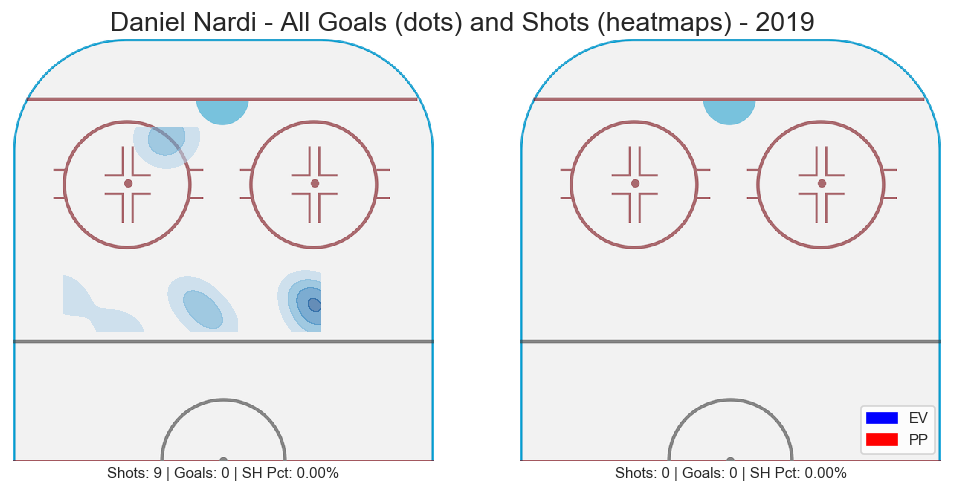 Daniel Nardi - All Goals (dots) and Shots (heatmaps) - 2019
EV
PP
Shots: 9 | Goals: 0 | SH Pct: 0.00%
Shots: 0 | Goals: 0 | SH Pct: 0.00%